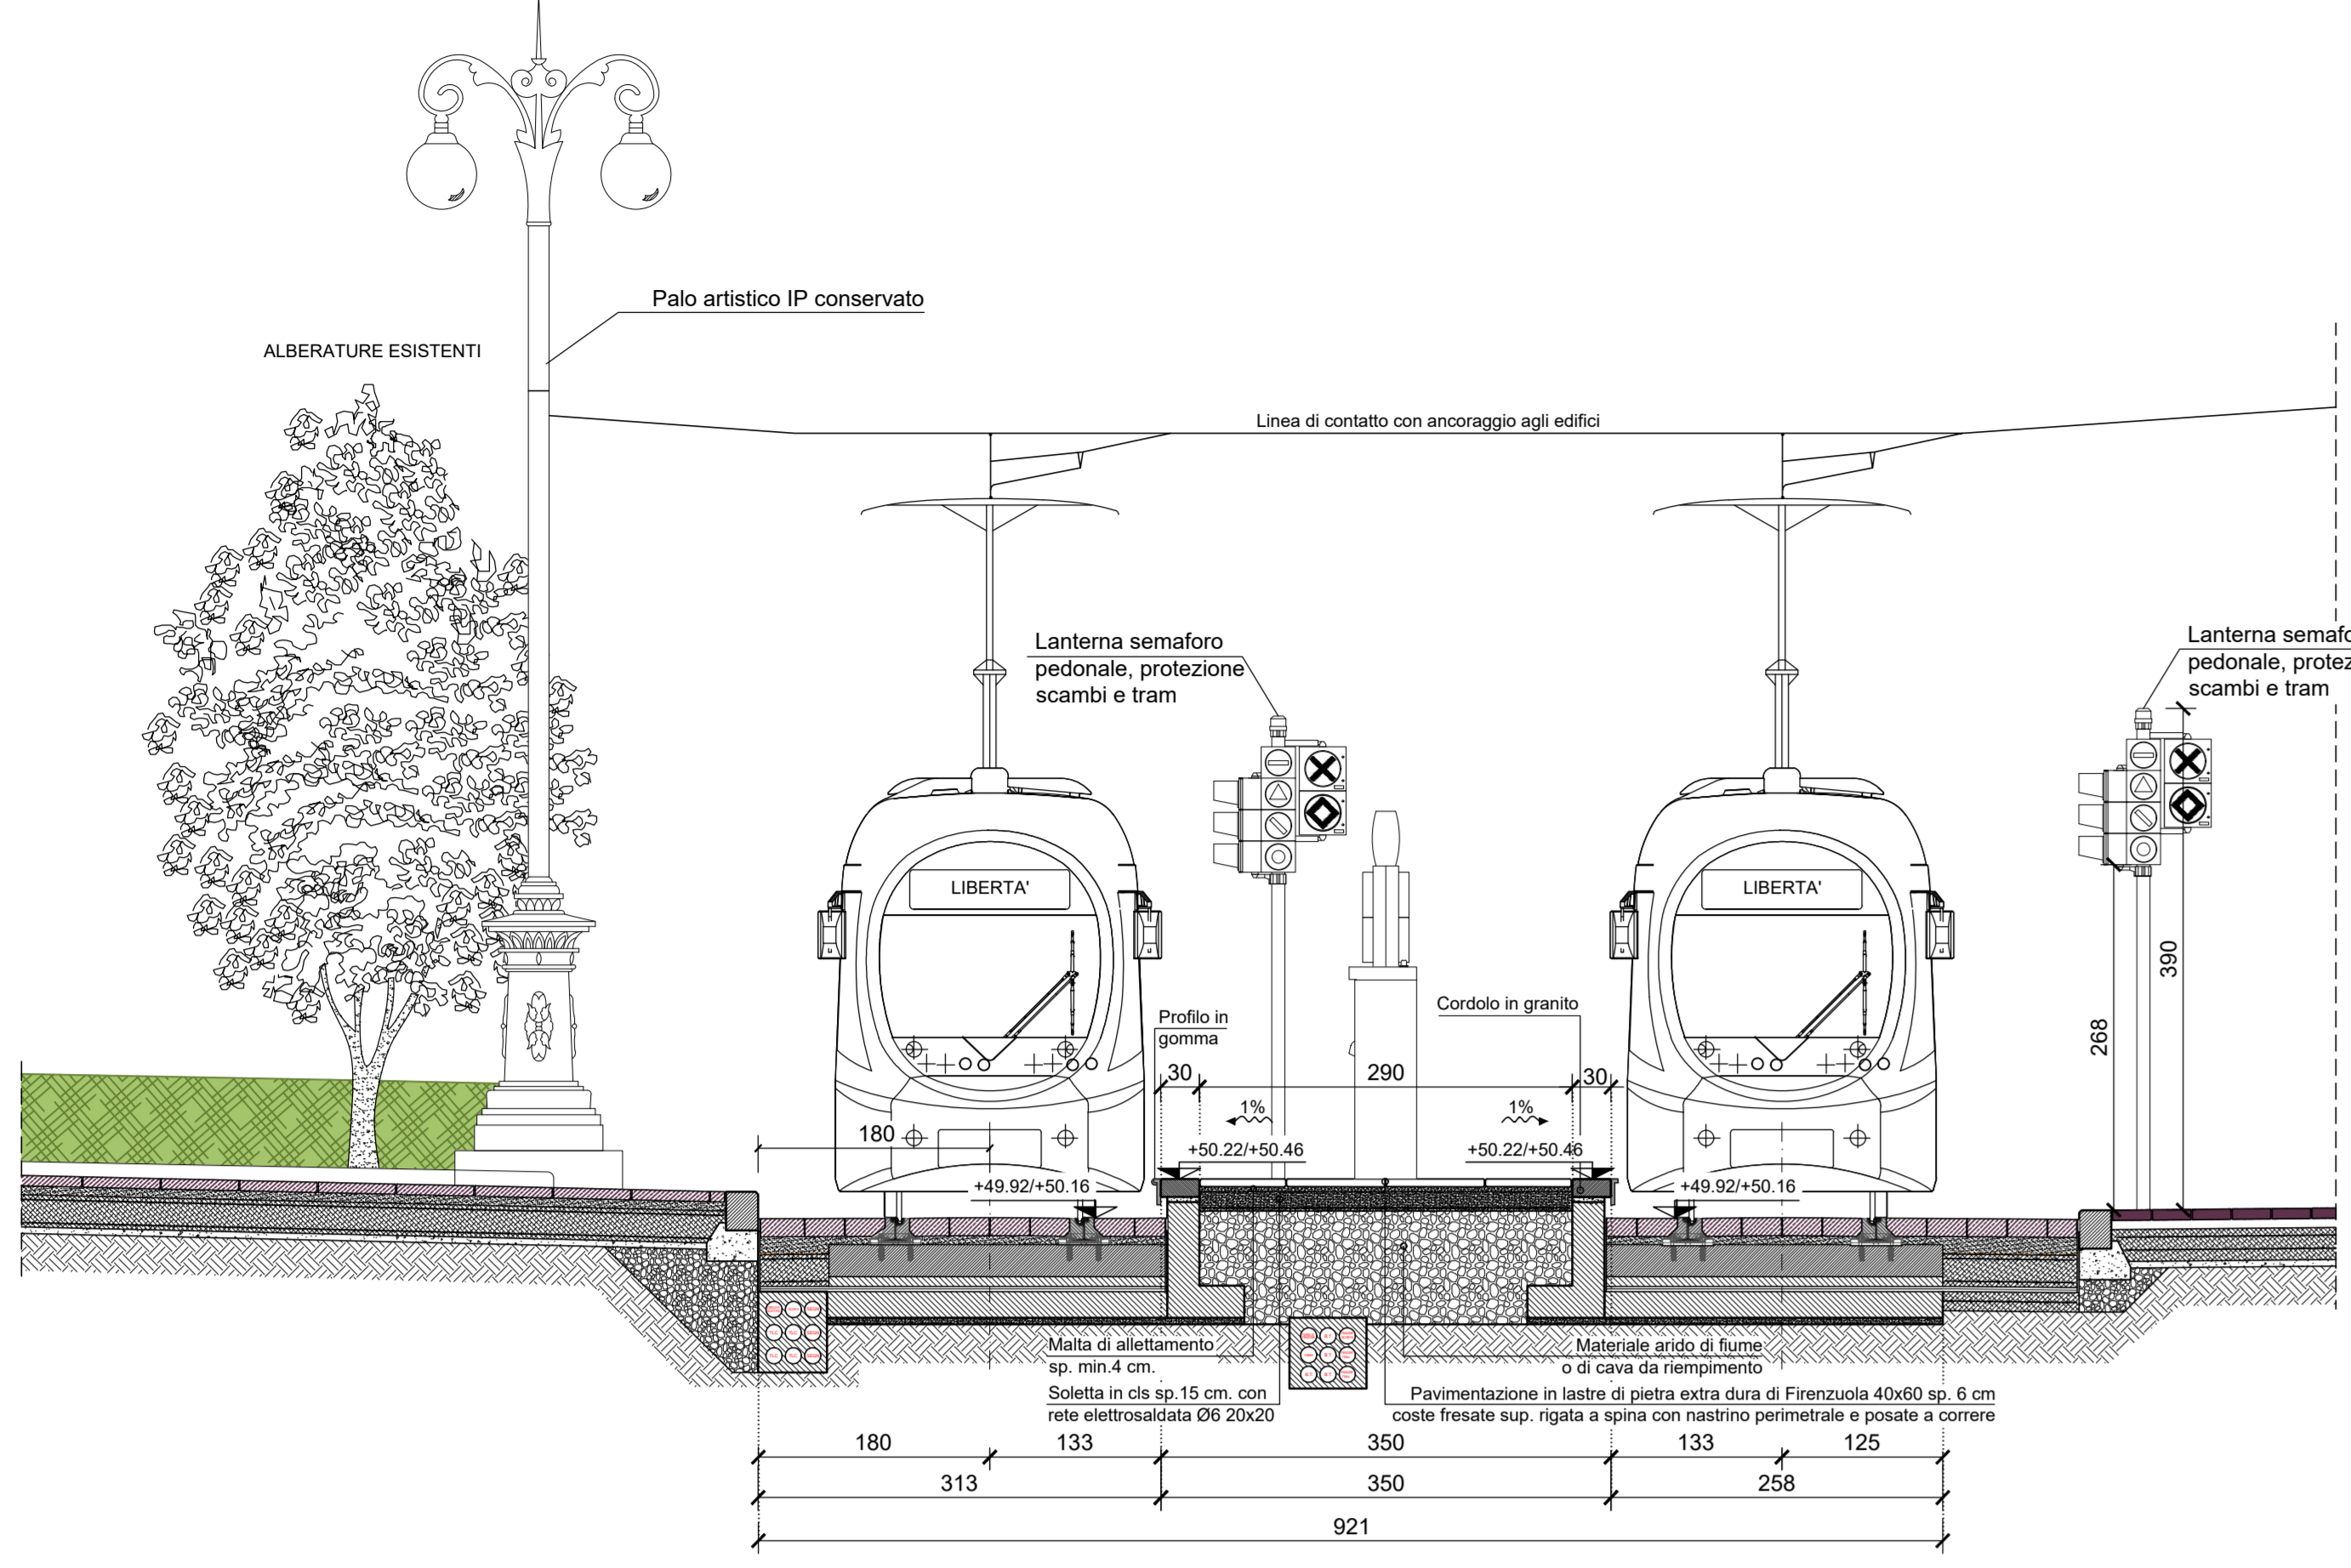 Palo artistico IP conservato
ALBERATURE ESISTENTI
Linea di contatto con ancoraggio agli edifici
Lanterna semaforo
pedonale, protezione
scambi e tram
Lanterna semafo
pedonale, protez
scambi e tram
LIBERTA'
LIBERTA'
390
268
Cordolo in granito
Profilo in
gomma
30
290
30
1%
1%
180
+50.22/+50.46
+50.22/+50.46
+49.92/+50.16
+49.92/+50.16
TLC
TLC
TLC
TLC
Malta di allettamento
sp. min.4 cm.
Materiale arido di fiume
o di cava da riempimento
Soletta in cls sp.15 cm. con
rete elettrosaldata Ø6 20x20
Pavimentazione in lastre di pietra extra dura di Firenzuola 40x60 sp. 6 cm
coste fresate sup. rigata a spina con nastrino perimetrale e posate a correre
180
133
350
133
125
313
350
258
921